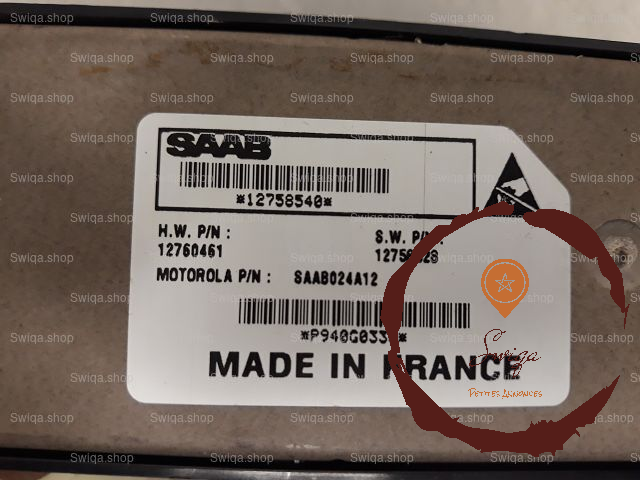 SAAB
*12758540*
H.W. P/N :
12760461
S.W. P/N :
MOTOROLA P/N : SAAB024A12
MADE IN FRANCE
Swiqa
PETITES ANNONCES
Swiqa.shop